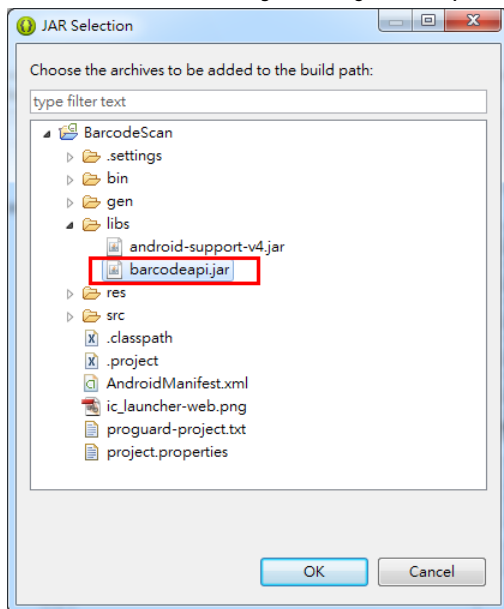 JAR Selection
Choose the archives to be added to the build path:
type filter text
BarcodeScan
.settings
bin
gen
libs
android-support-v4.jar
barcodeapi.jar
res
src
.classpath
.project
AndroidManifest.xml
ic_launcher-web.png
proguard-project.txt
project.properties
OK Cancel